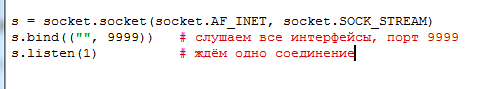 s = socket.socket(socket.AF_INET, socket.SOCK_STREAM)
s.bind(("", 9999))   # слушаем все интерфейсы, порт 9999
s.listen(1)          # ждём одно соединение